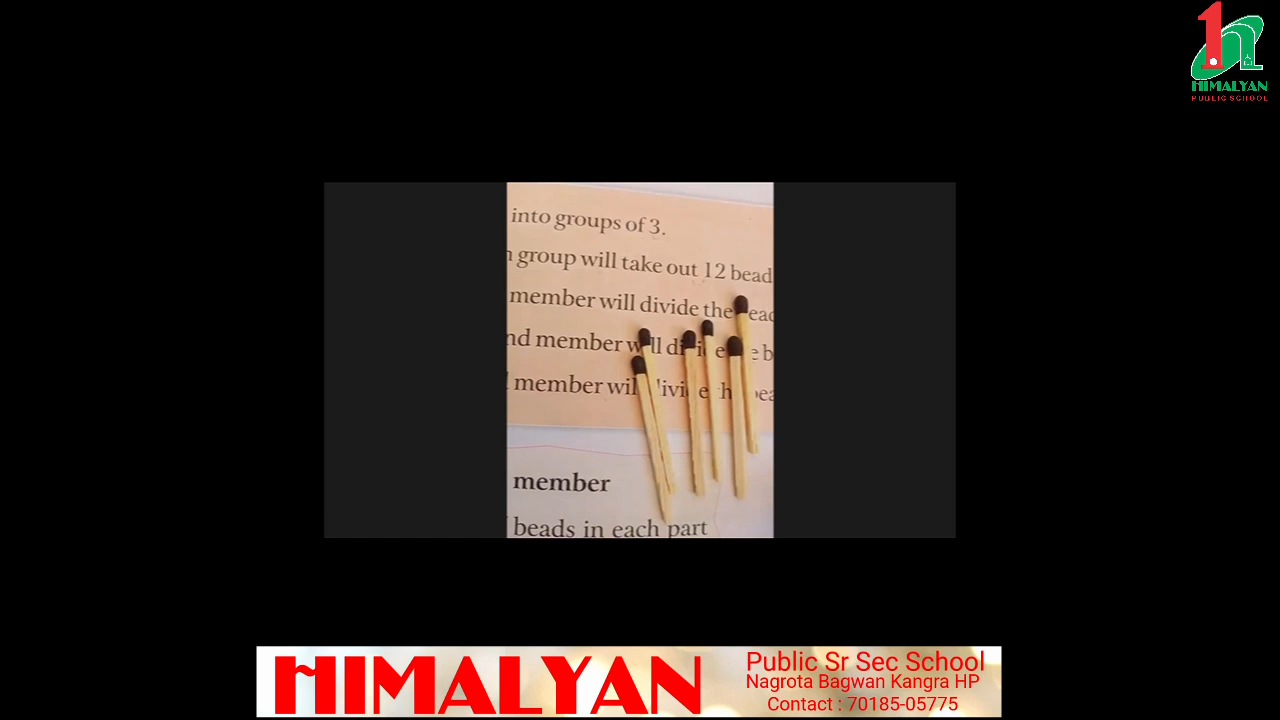 HIMALYAN
PUBLIC SCHOOL
into groups of 3.
group will take out 12 bead
member will divide the
member
member will
member
beads in each part
HIMALYAN
Public Sr Sec School
Nagrota Bagwan Kangra HP
Contact : 70185-05775